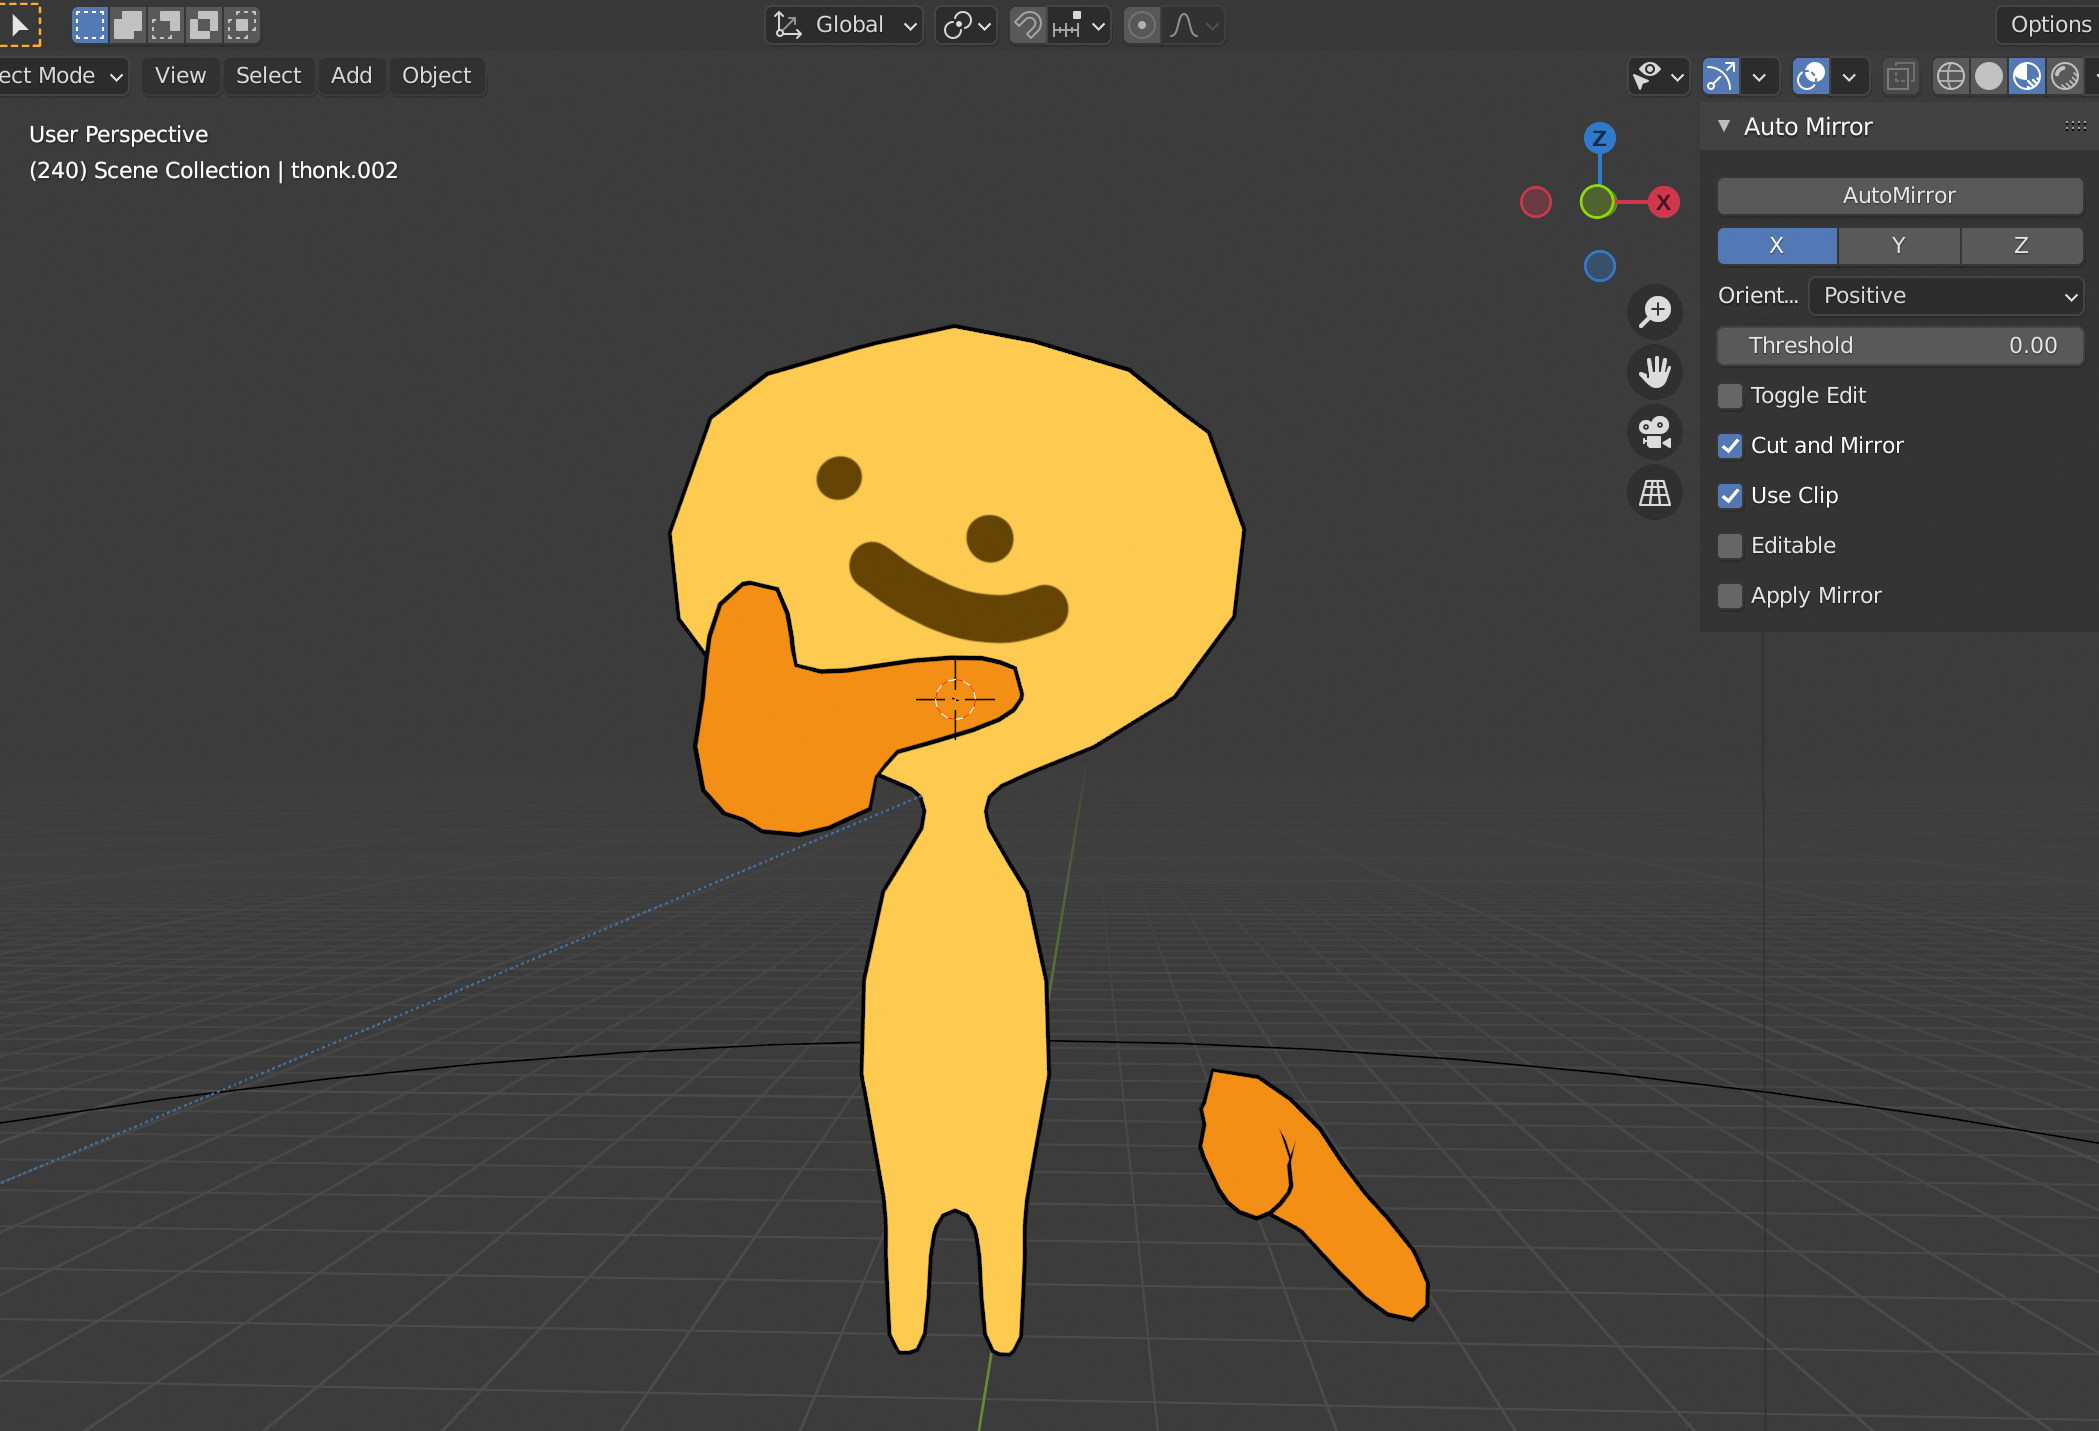 Global
Options
ect Mode
View
Select
Add
Object
User Perspective
(240) Scene Collection | thonk.002
Z
X
Auto Mirror
AutoMirror
X
Y
Z
Orient...
Positive
Threshold
0.00
Toggle Edit
Cut and Mirror
Use Clip
Editable
Apply Mirror